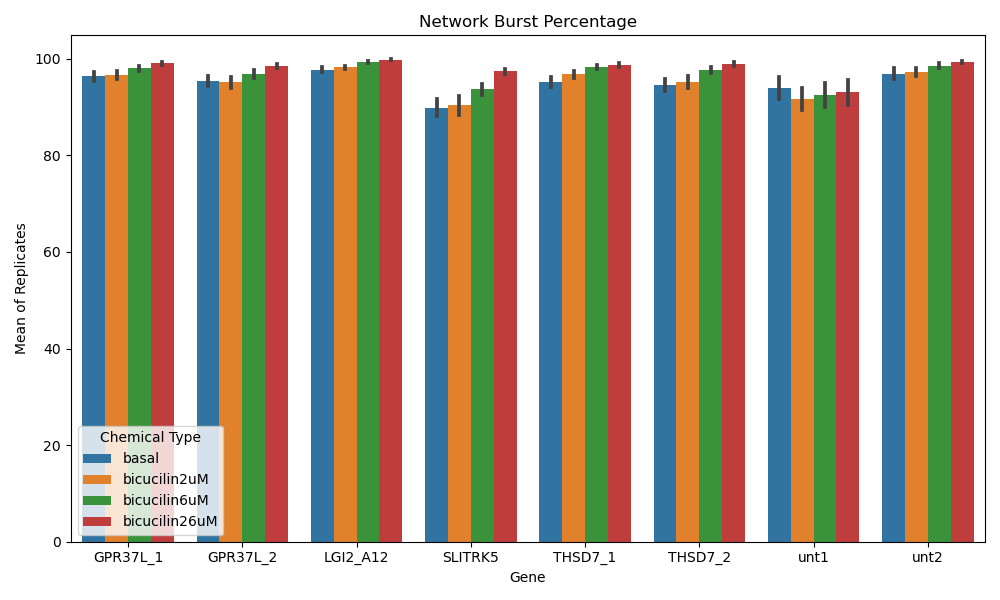 Network Burst Percentage
Mean of Replicates
100
80
60
40
20
0
Chemical Type
basal
bicucilin2uM
bicucilin6uM
bicucilin26uM
GPR37L_1
GPR37L_2
LGI2_A12
SLITRK5
THSD7_1
THSD7_2
unt1
unt2
Gene